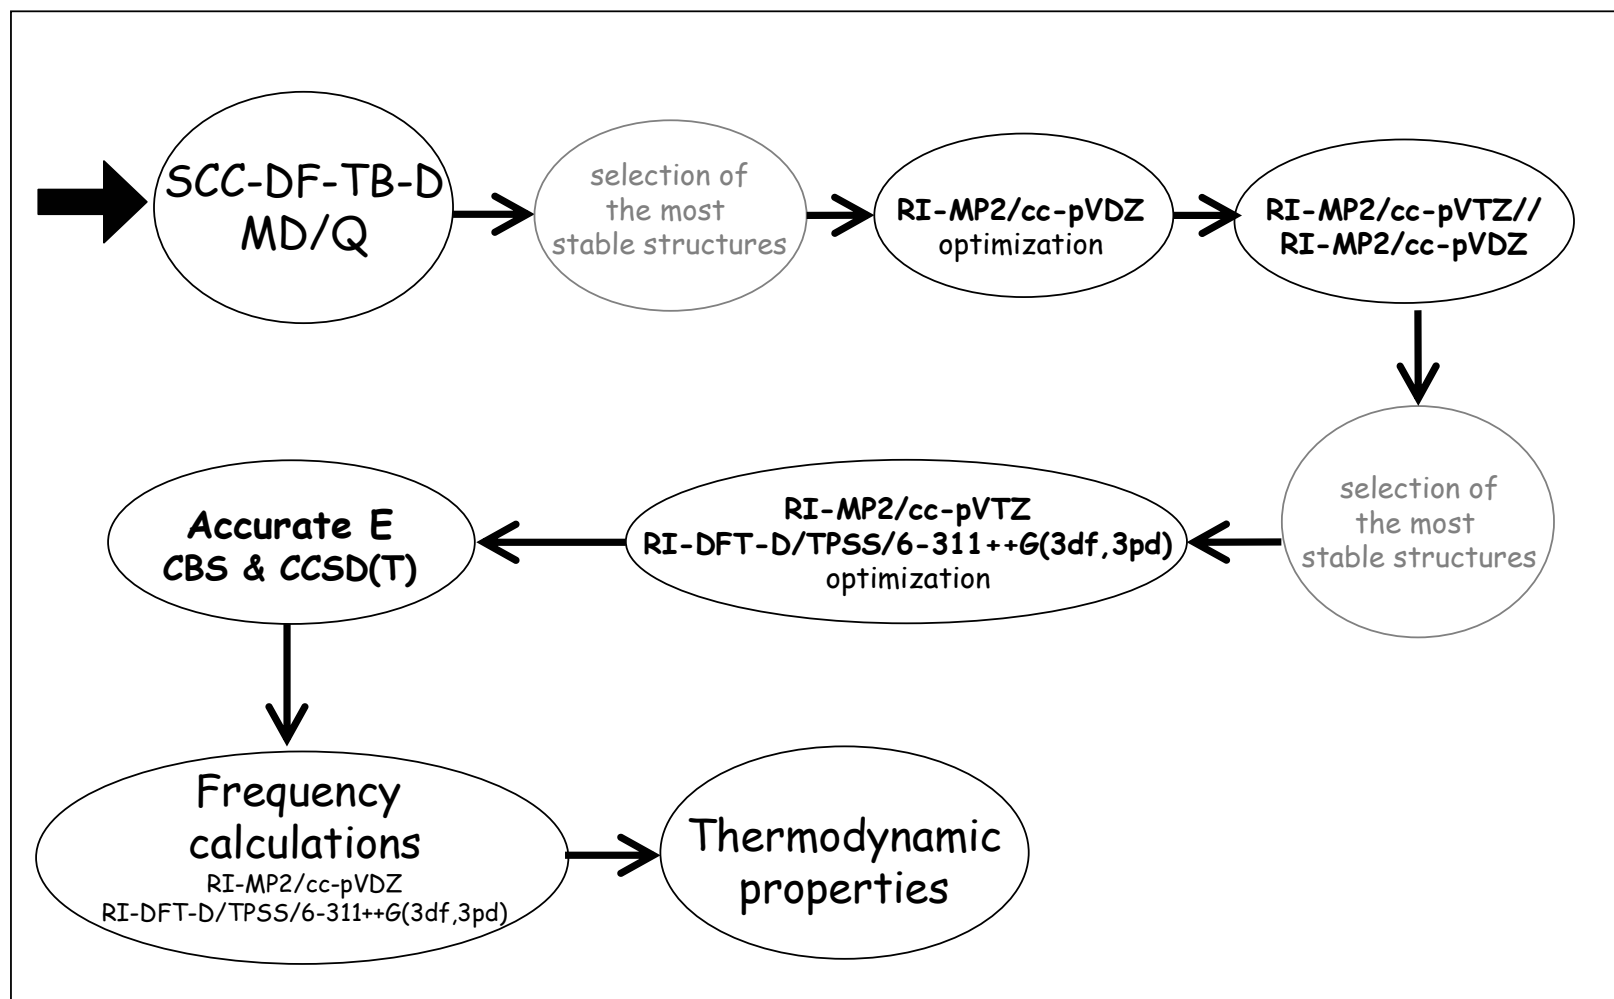 SCC-DF-TB-D
MD/Q
selection of
the most
stable structures
RI-MP2/cc-pVDZ
optimization
RI-MP2/cc-pVTZ//
RI-MP2/cc-pVDZ
selection of
the most
stable structures
RI-MP2/cc-pVTZ
RI-DFT-D/TPSS/6-311++G(3df,3pd)
optimization
Accurate E
CBS & CCSD(T)
Frequency
calculations
RI-MP2/cc-pVDZ
RI-DFT-D/TPSS/6-311++G(3df,3pd)
Thermodynamic
properties